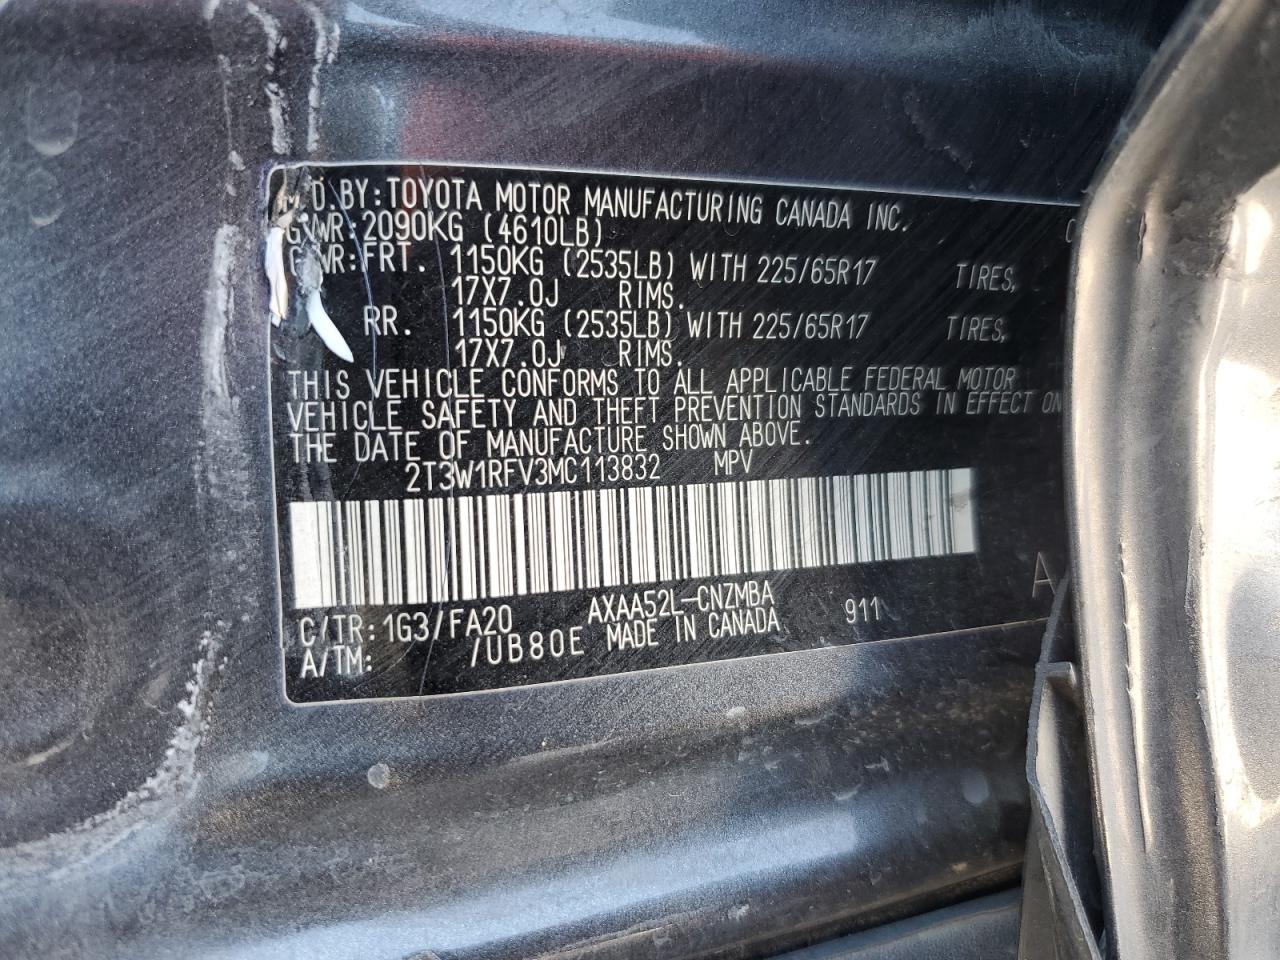 D. BY: TOYOTA MOTOR MANUFACTURING CANADA INC.
GVWR: 2090KG (4610LB)
GAWR: FRT. 1150KG (2535LB) WITH 225/65R17 TIRES,
17X7.0J RIMS.
RR. 1150KG (2535LB) WITH 225/65R17 TIRES,
17X7.0J RIMS.
THIS VEHICLE CONFORMS TO ALL APPLICABLE FEDERAL MOTOR
VEHICLE SAFETY AND THEFT PREVENTION STANDARDS IN EFFECT ON
THE DATE OF MANUFACTURE SHOWN ABOVE.
2T3W1RFV3MC113832 MPV
A
C/TR: 1G3/FA20 AXAA52L-CNZMBA 911
A/TM: /UB80E MADE IN CANADA